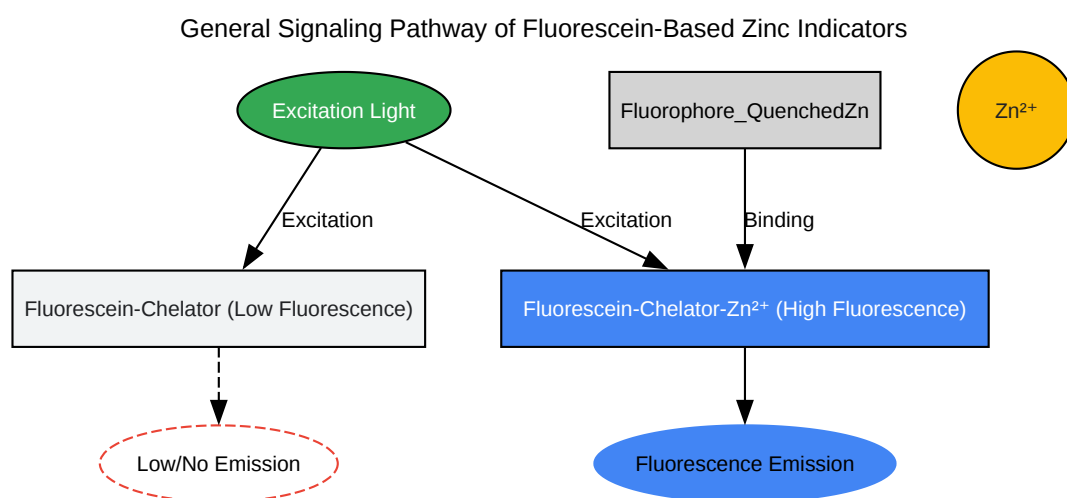 General Signaling Pathway of Fluorescein-Based Zinc Indicators
Excitation Light
Fluorophore_QuenchedZn
Zn²⁺
Excitation
Excitation
Binding
Fluorescein-Chelator (Low Fluorescence)
Fluorescein-Chelator-Zn²⁺ (High Fluorescence)
Low/No Emission
Fluorescence Emission